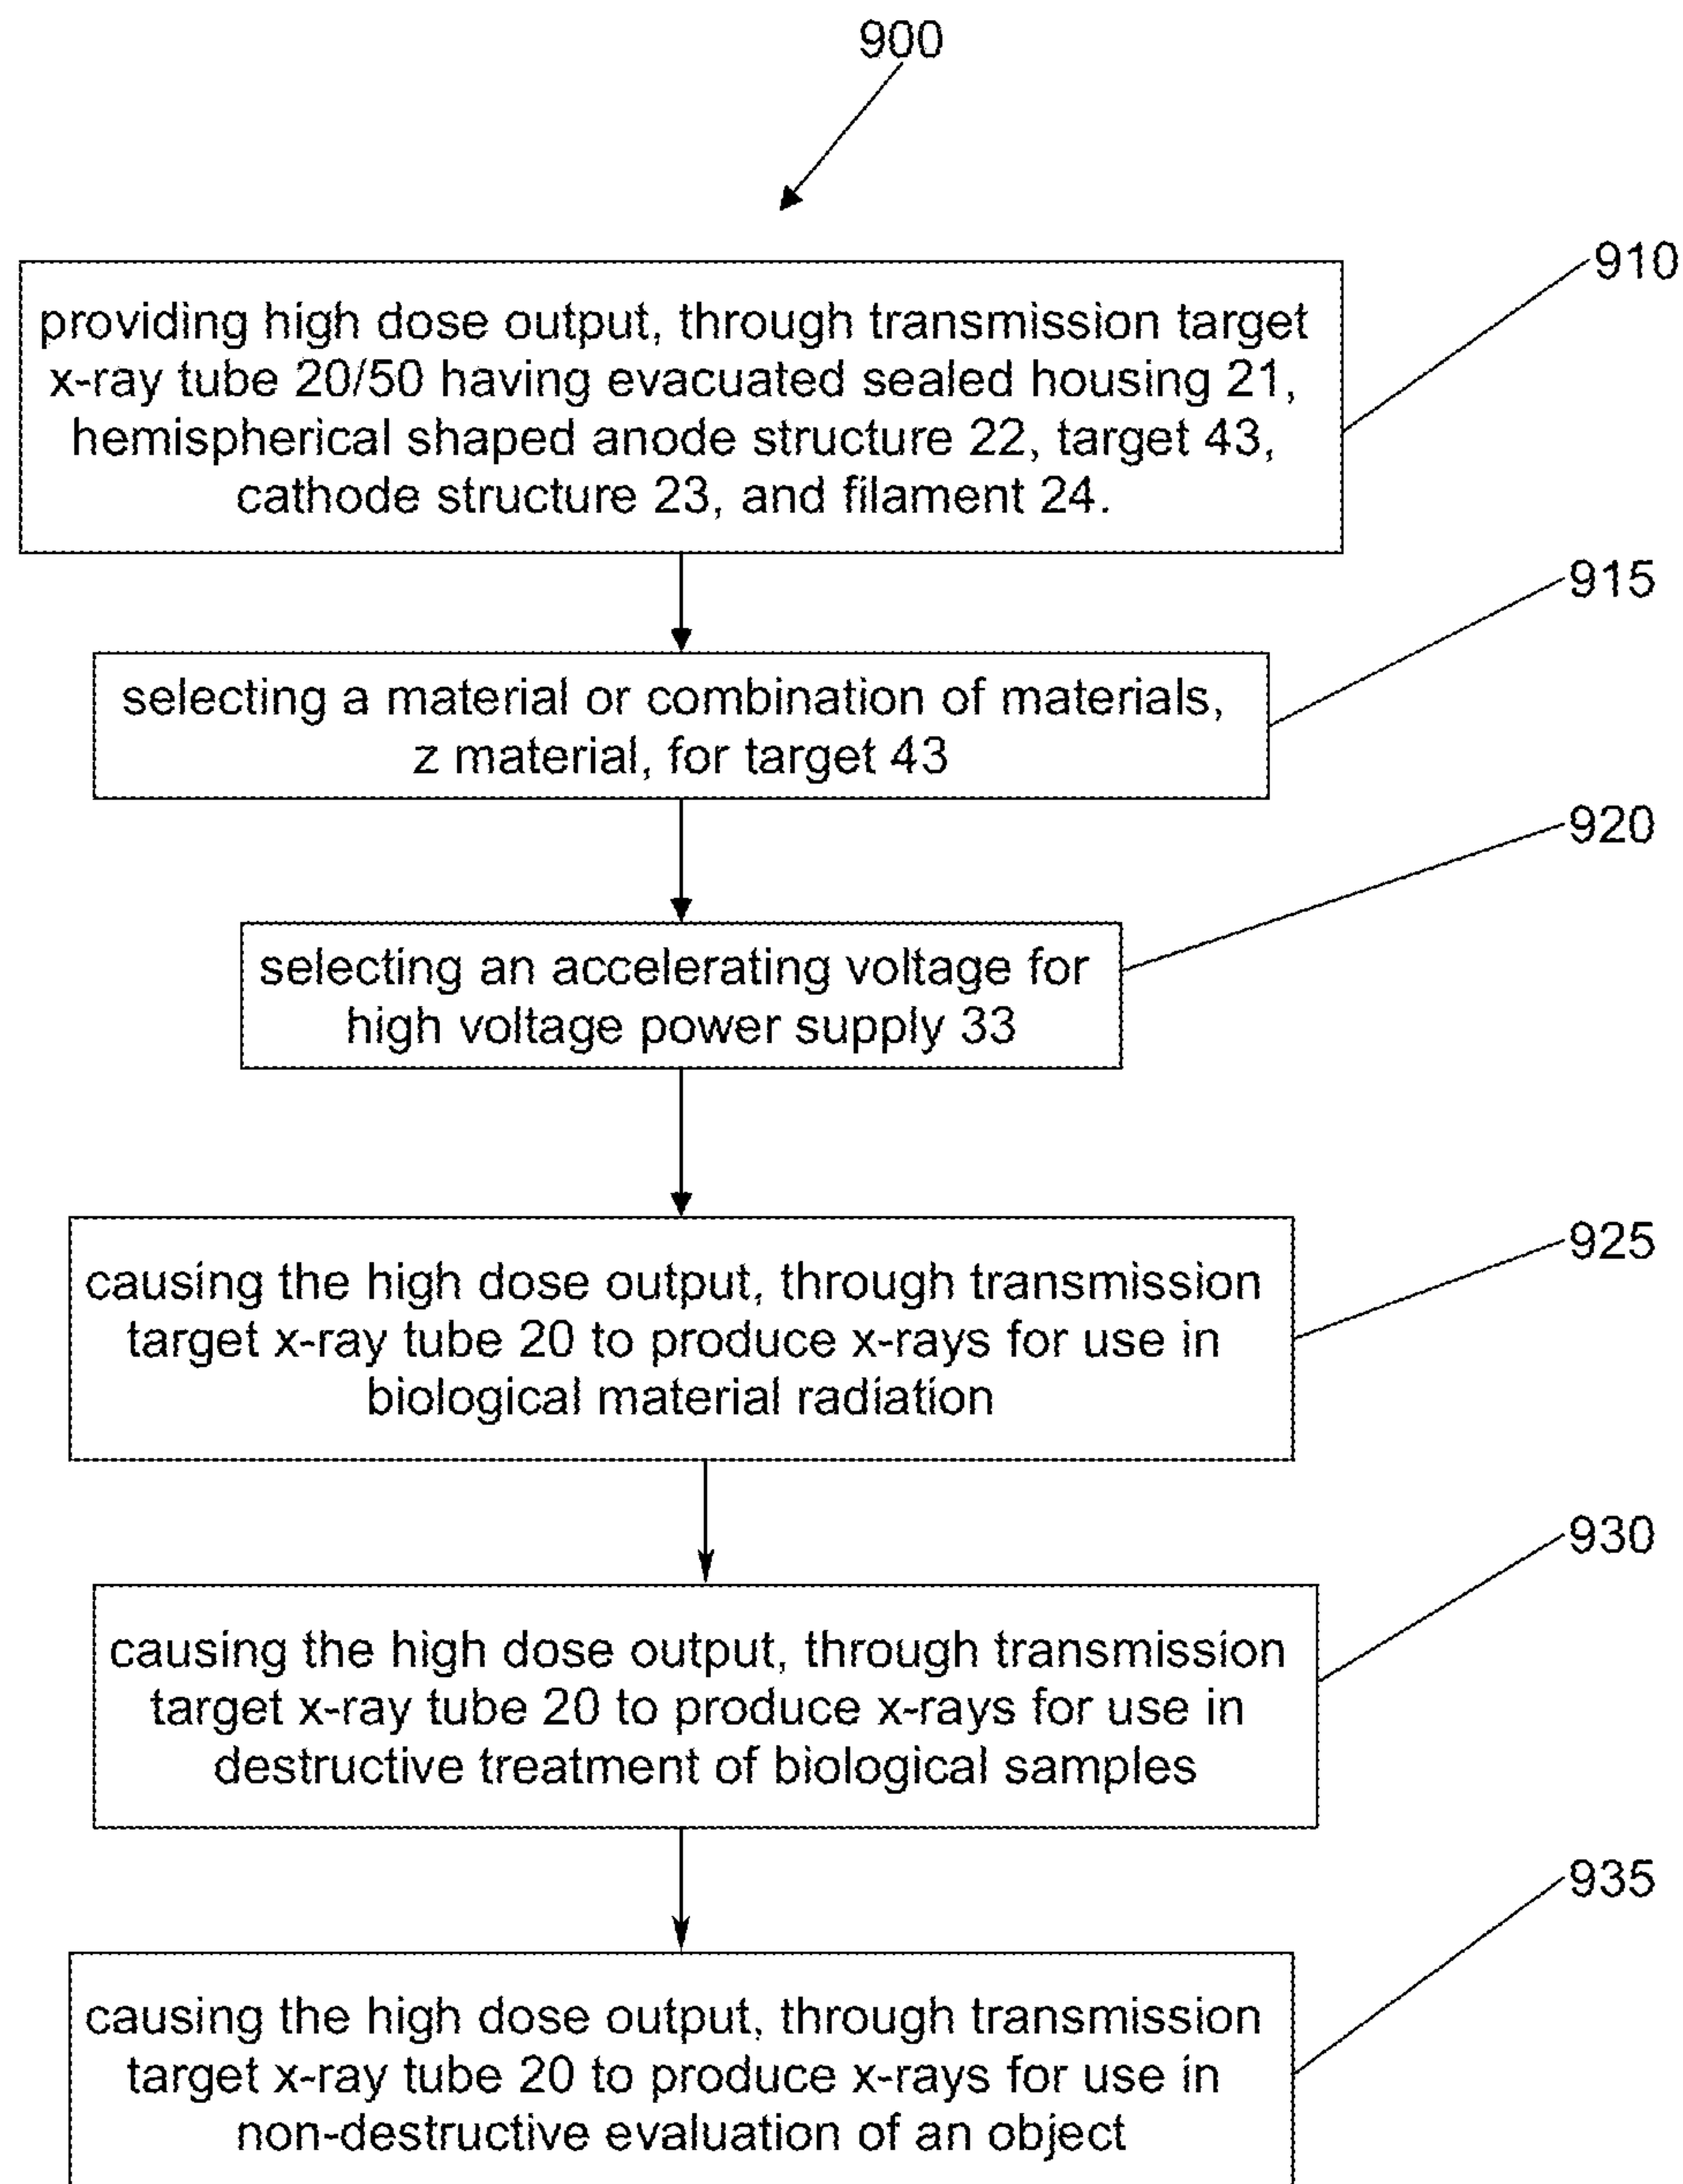 900
910
providing high dose output, through transmission target
x-ray tube 20/50 having evacuated sealed housing 21,
hemispherical shaped anode structure 22, target 43,
cathode structure 23, and filament 24.
915
selecting a material or combination of materials,
z material, for target 43
920
selecting an accelerating voltage for
high voltage power supply 33
925
causing the high dose output, through transmission
target x-ray tube 20 to produce x-rays for use in
biological material radiation
930
causing the high dose output, through transmission
target x-ray tube 20 to produce x-rays for use in
destructive treatment of biological samples
935
causing the high dose output, through transmission
target x-ray tube 20 to produce x-rays for use in
non-destructive evaluation of an object